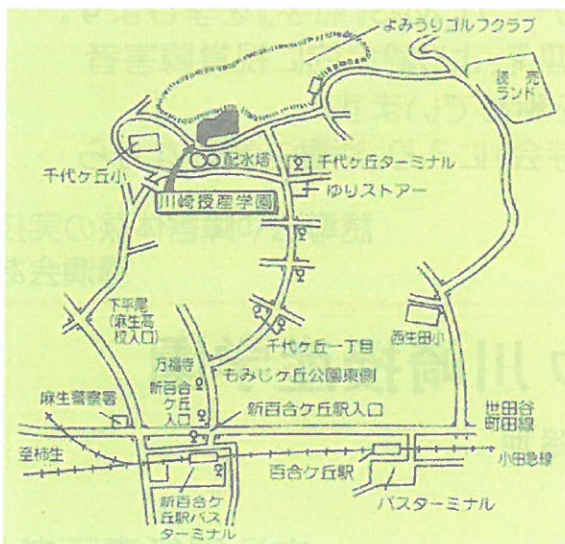 よみうりゴルフクラブ
読売
ランド
配水塔
千代ヶ丘小
千代ヶ丘ターミナル
ゆりストアー
川崎授産学園
下平尾
(麻生高
校入口)
千代ケ丘一丁目
西生田小
万福寺
もみじヶ丘公園東側
新百合
ケ丘
入口
麻生警察署
新百合ケ丘駅入口
世田谷
町田線
至柿生
百合ケ丘駅
小田急線
新百合ケ
丘駅バス
ターミナル
バスターミナル